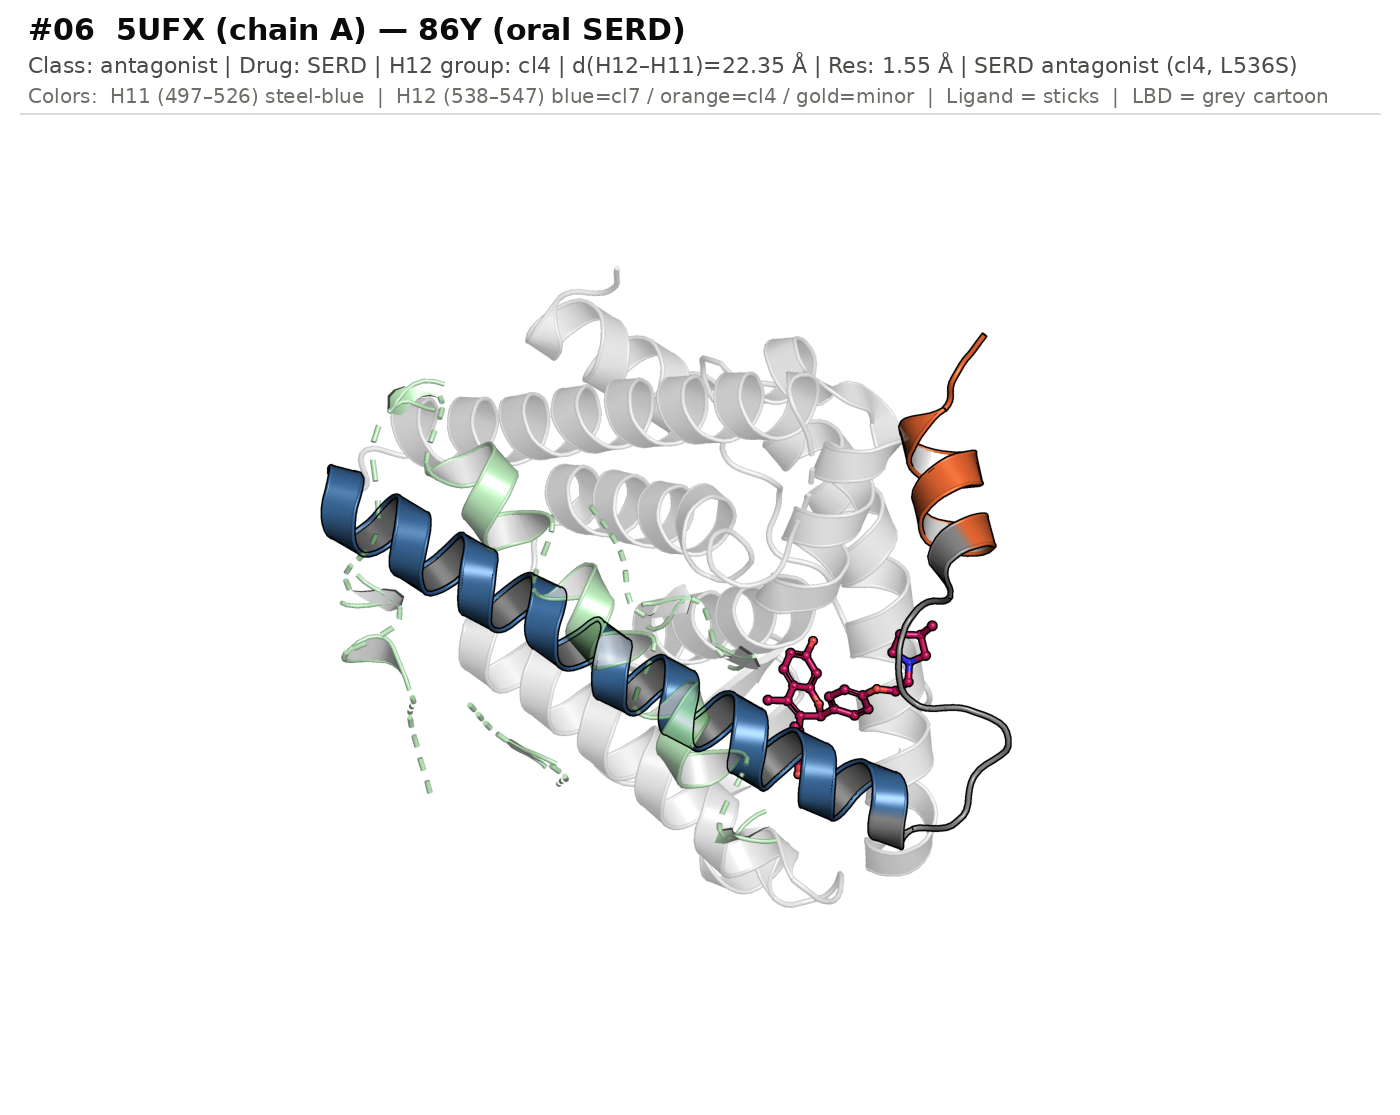 #06  5UFX (chain A) — 86Y (oral SERD)
Class: antagonist | Drug: SERD | H12 group: cl4 | d(H12–H11)=22.35 Å | Res: 1.55 Å | SERD antagonist (cl4, L536S)
Colors:  H11 (497–526) steel-blue  |  H12 (538–547) blue=cl7 / orange=cl4 / gold=minor  |  Ligand = sticks  |  LBD = grey cartoon